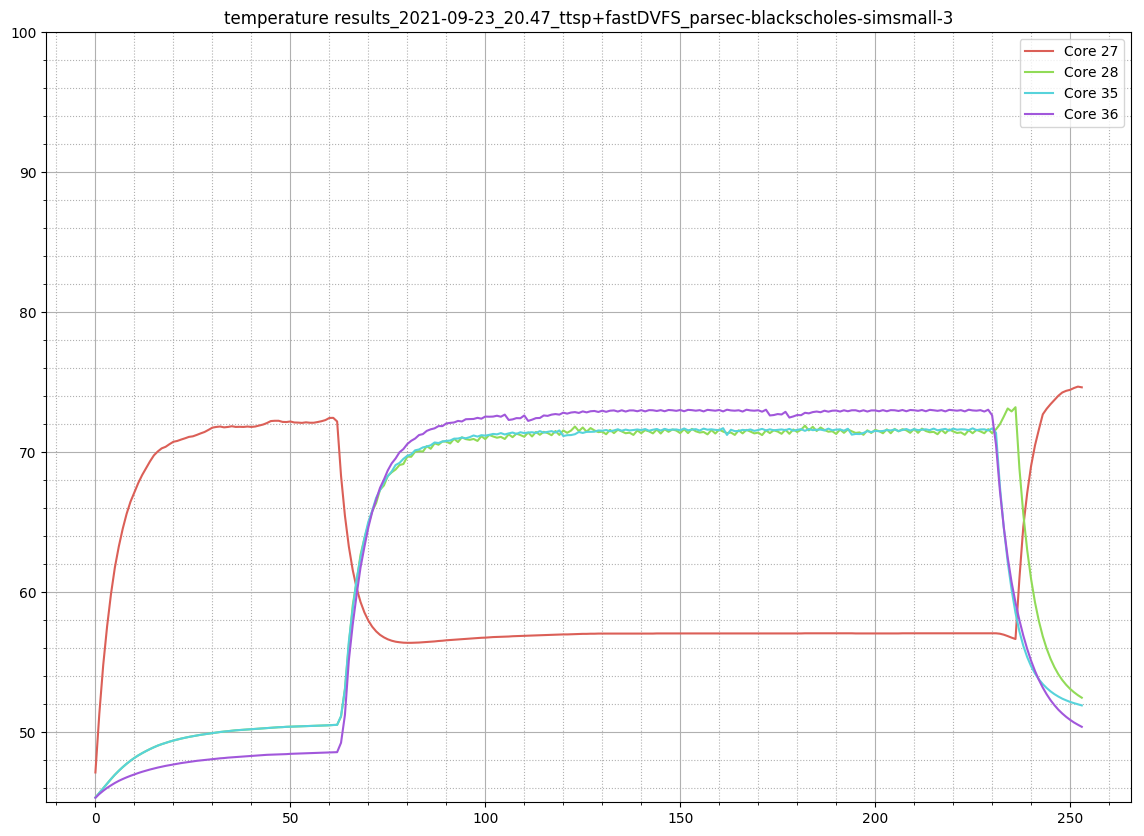 temperature results_2021-09-23_20.47_ttsp+fastDVFS_parsec-blackscholes-simsmall-3
100
90
80
70
60
50
0 50 100 150 200 250
Core 27
Core 28
Core 35
Core 36